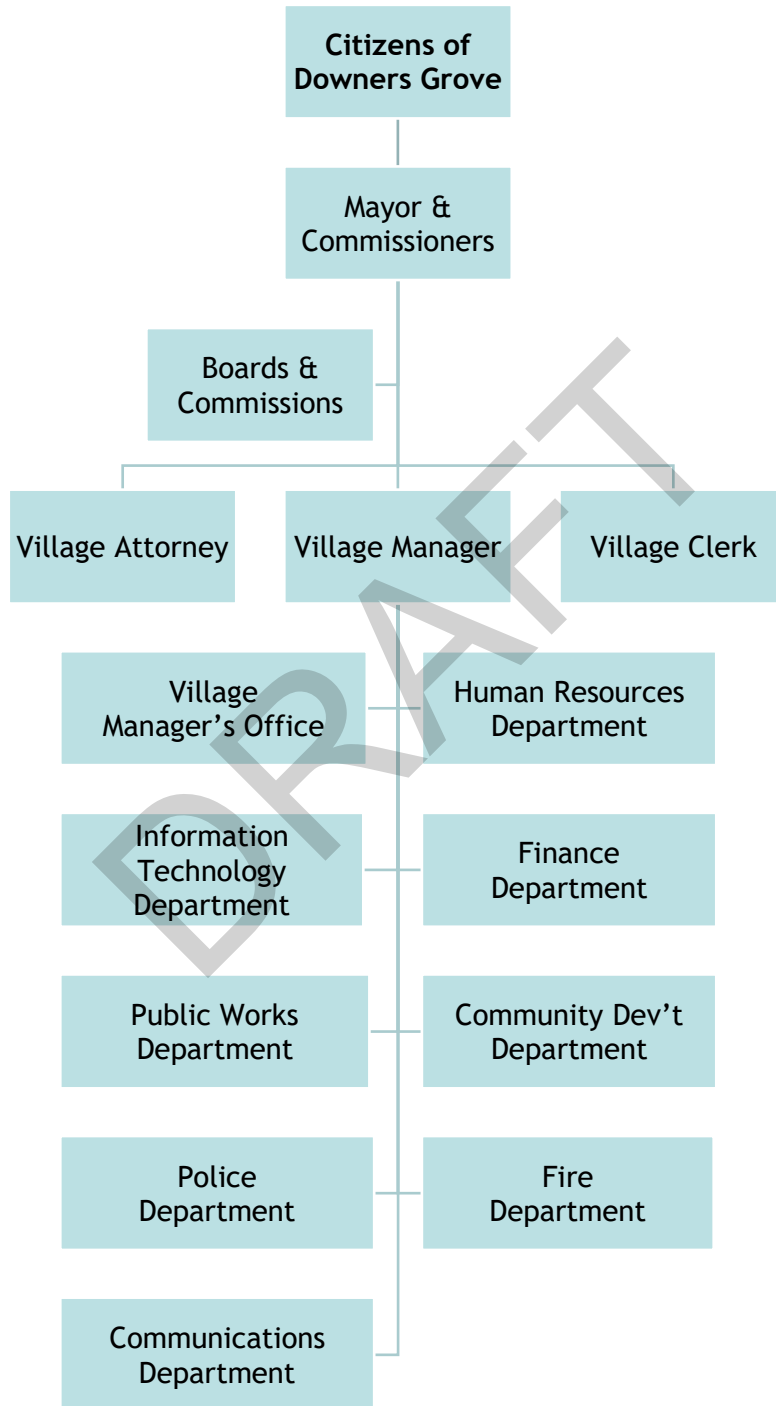 Citizens of
Downers Grove
Mayor &
Commissioners
Boards &
Commissions
Village Attorney
Village Manager
Village Clerk
Village
Manager’s Office
Human Resources
Department
Information
Technology
Department
Finance
Department
Public Works
Department
Community Dev’t
Department
Police
Department
Fire
Department
Communications
Department
DRAFT